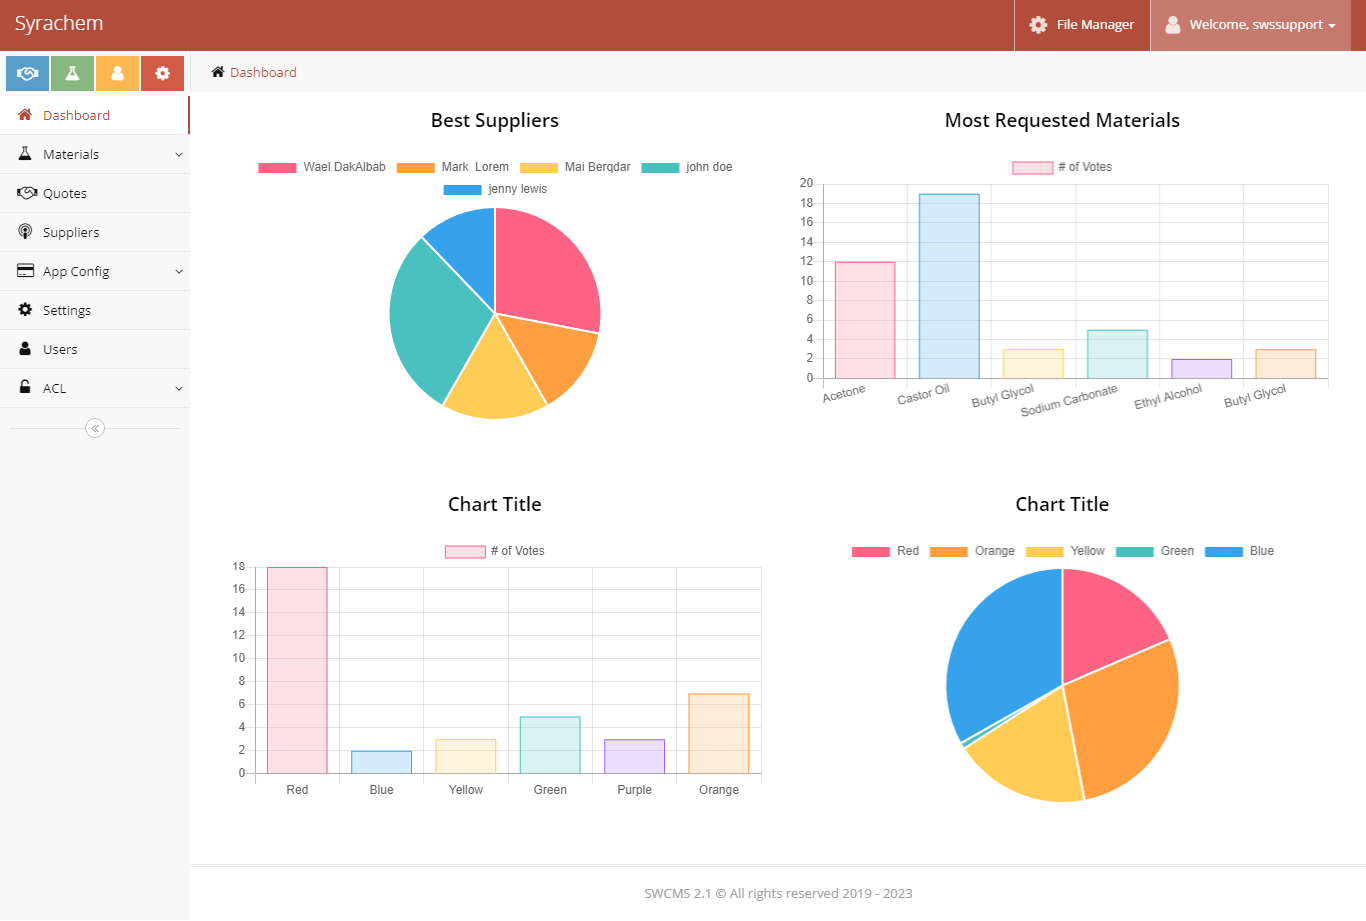 Syrachem
File Manager
Welcome, swssupport
Dashboard
Dashboard
Materials
Quotes
Suppliers
App Config
Settings
Users
ACL
Best Suppliers
Wael DakAlbab Mark Lorem Mai Berqdar john doe
jenny lewis
Most Requested Materials
# of Votes
20
18
16
14
12
10
8
6
4
2
0
Acetone Castor Oil Butyl Glycol Sodium Carbonate Ethyl Alcohol Butyl Glycol
Chart Title
# of Votes
18
16
14
12
10
8
6
4
2
0
Red Blue Yellow Green Purple Orange
Chart Title
Red Orange Yellow Green Blue
SWCMS 2.1 © All rights reserved 2019 - 2023